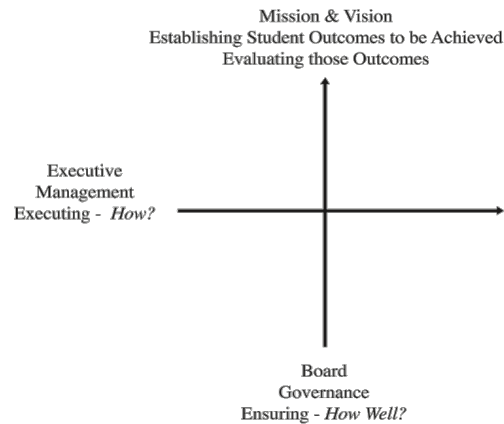 Mission & Vision
Establishing Student Outcomes to be Achieved
Evaluating those Outcomes
Executive
Management
Executing - How?
Board
Governance
Ensuring - How Well?